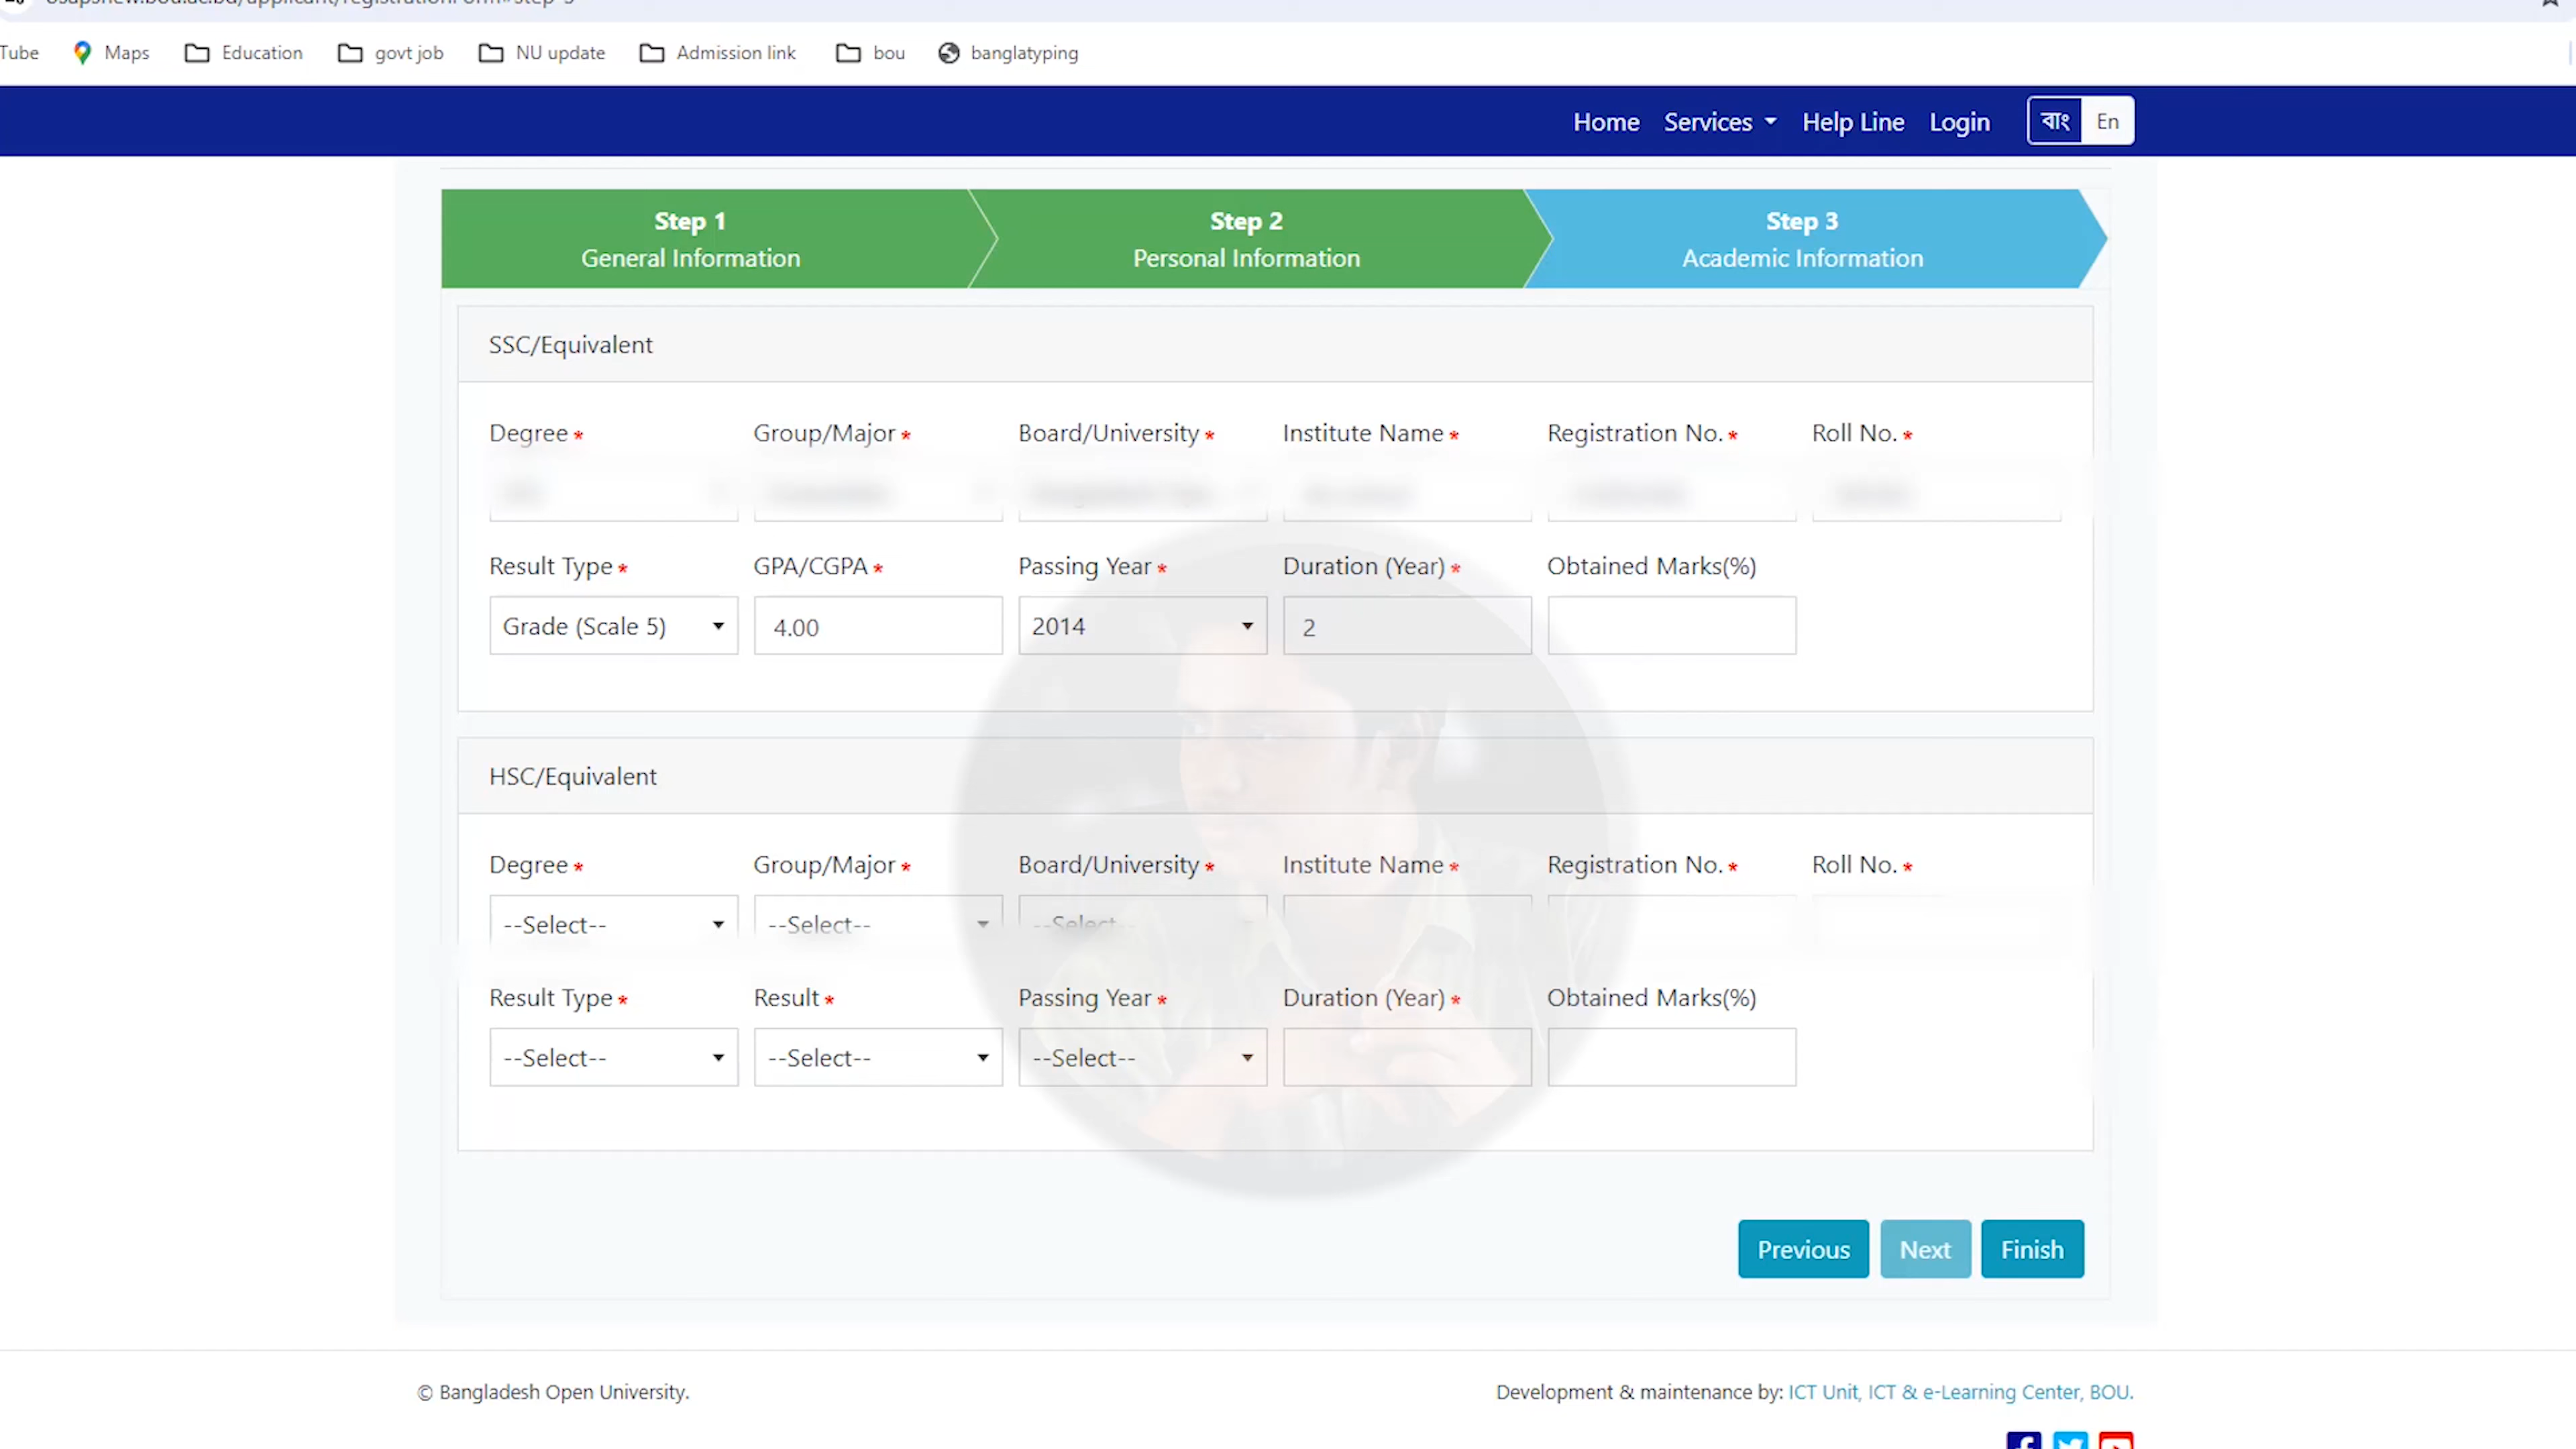 Tube Maps Education govt job NU update Admission link bou banglatyping
Home Services Help Line Login বাং En
Step 1 Step 2 Step 3
General Information Personal Information Academic Information
SSC/Equivalent
Degree * Group/Major * Board/University * Institute Name * Registration No. * Roll No. *
Result Type * GPA/CGPA * Passing Year * Duration (Year) * Obtained Marks(%)
Grade (Scale 5) 4.00 2014 2
HSC/Equivalent
Degree * Group/Major * Board/University * Institute Name * Registration No. * Roll No. *
--Select-- --Select-- --Select--
Result Type * Result * Passing Year * Duration (Year) * Obtained Marks(%)
--Select-- --Select-- --Select--
Previous Next Finish
© Bangladesh Open University. Development & maintenance by: ICT Unit, ICT & e-Learning Center, BOU.